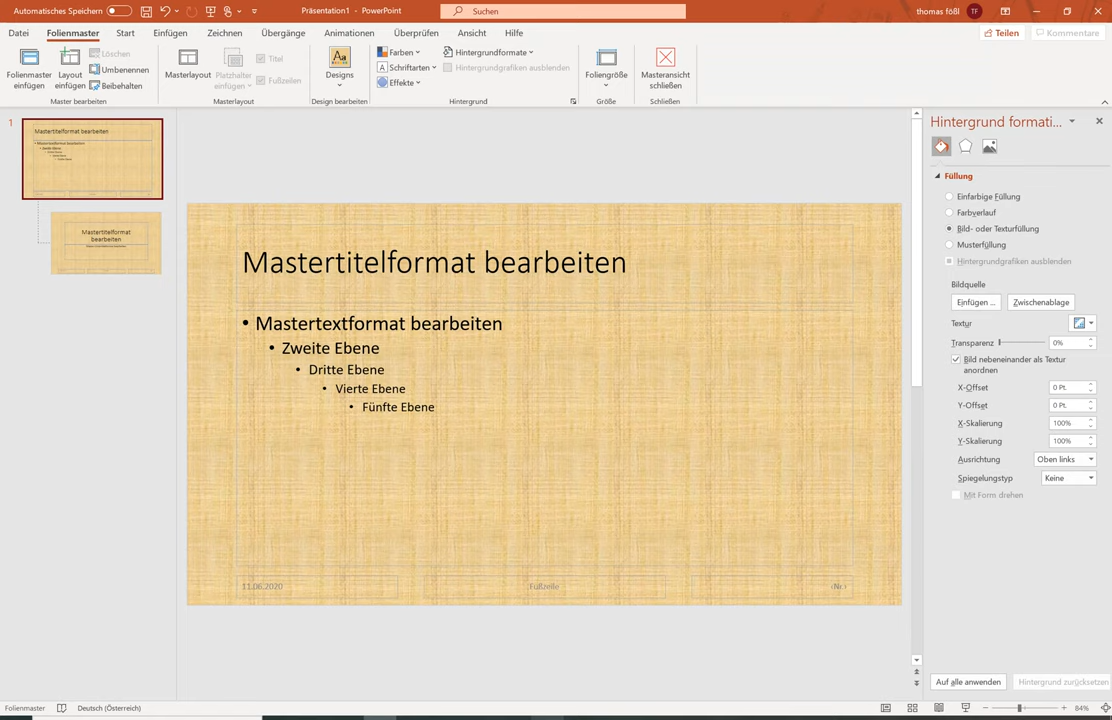 Automatisches Speichern
Präsentation1 - PowerPoint
Suchen
thomas fößl
TF
Datei Folienmaster Start Einfügen Zeichnen Übergänge Animationen Überprüfen Ansicht Hilfe
Teilen
Kommentare
Folienmaster einfügen
Layout einfügen
Löschen
Umbenennen
Beibehalten
Master bearbeiten
Masterlayout
Platzhalter einfügen
Titel
Fußzeilen
Masterlayout
Designs
Design bearbeiten
Farben
Schriftarten
Effekte
Hintergrundformate
Hintergrundgrafiken ausblenden
Hintergrund
Foliengröße
Größe
Masteransicht schließen
Schließen
1
Mastertitelformat bearbeiten
Mastertextformat bearbeiten
Zweite Ebene
Mastertitelformat
bearbeiten
Mastertitelformat bearbeiten
• Mastertextformat bearbeiten
• Zweite Ebene
• Dritte Ebene
• Vierte Ebene
• Fünfte Ebene
11.06.2020
Fußzeile
‹Nr.›
Hintergrund formati...
Füllung
Einfarbige Füllung
Farbverlauf
Bild- oder Texturfüllung
Musterfüllung
Hintergrundgrafiken ausblenden
Bildquelle
Einfügen ...
Zwischenablage
Textur
Transparenz 0%
Bild nebeneinander als Textur
anordnen
X-Offset 0 Pt.
Y-Offset 0 Pt.
X-Skalierung 100%
Y-Skalierung 100%
Ausrichtung Oben links
Spiegelungstyp Keine
Mit Form drehen
Auf alle anwenden
Hintergrund zurücksetzen
Folienmaster
Deutsch (Österreich)
84%